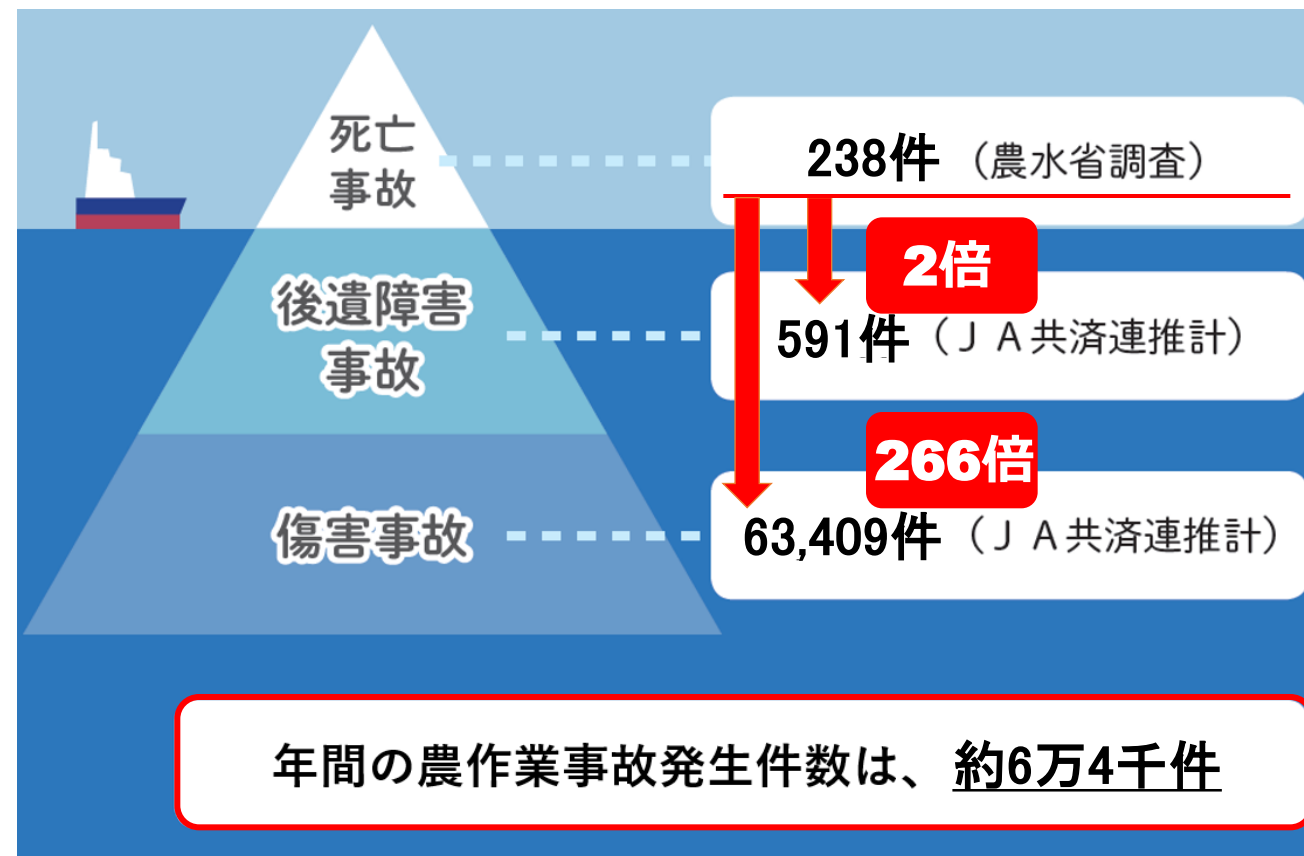 死亡
事故
238件（農水省調査）
2倍
後遺障害
事故
591件（ＪＡ共済連推計）
266倍
傷害事故
63,409件（ＪＡ共済連推計）
年間の農作業事故発生件数は、約6万4千件